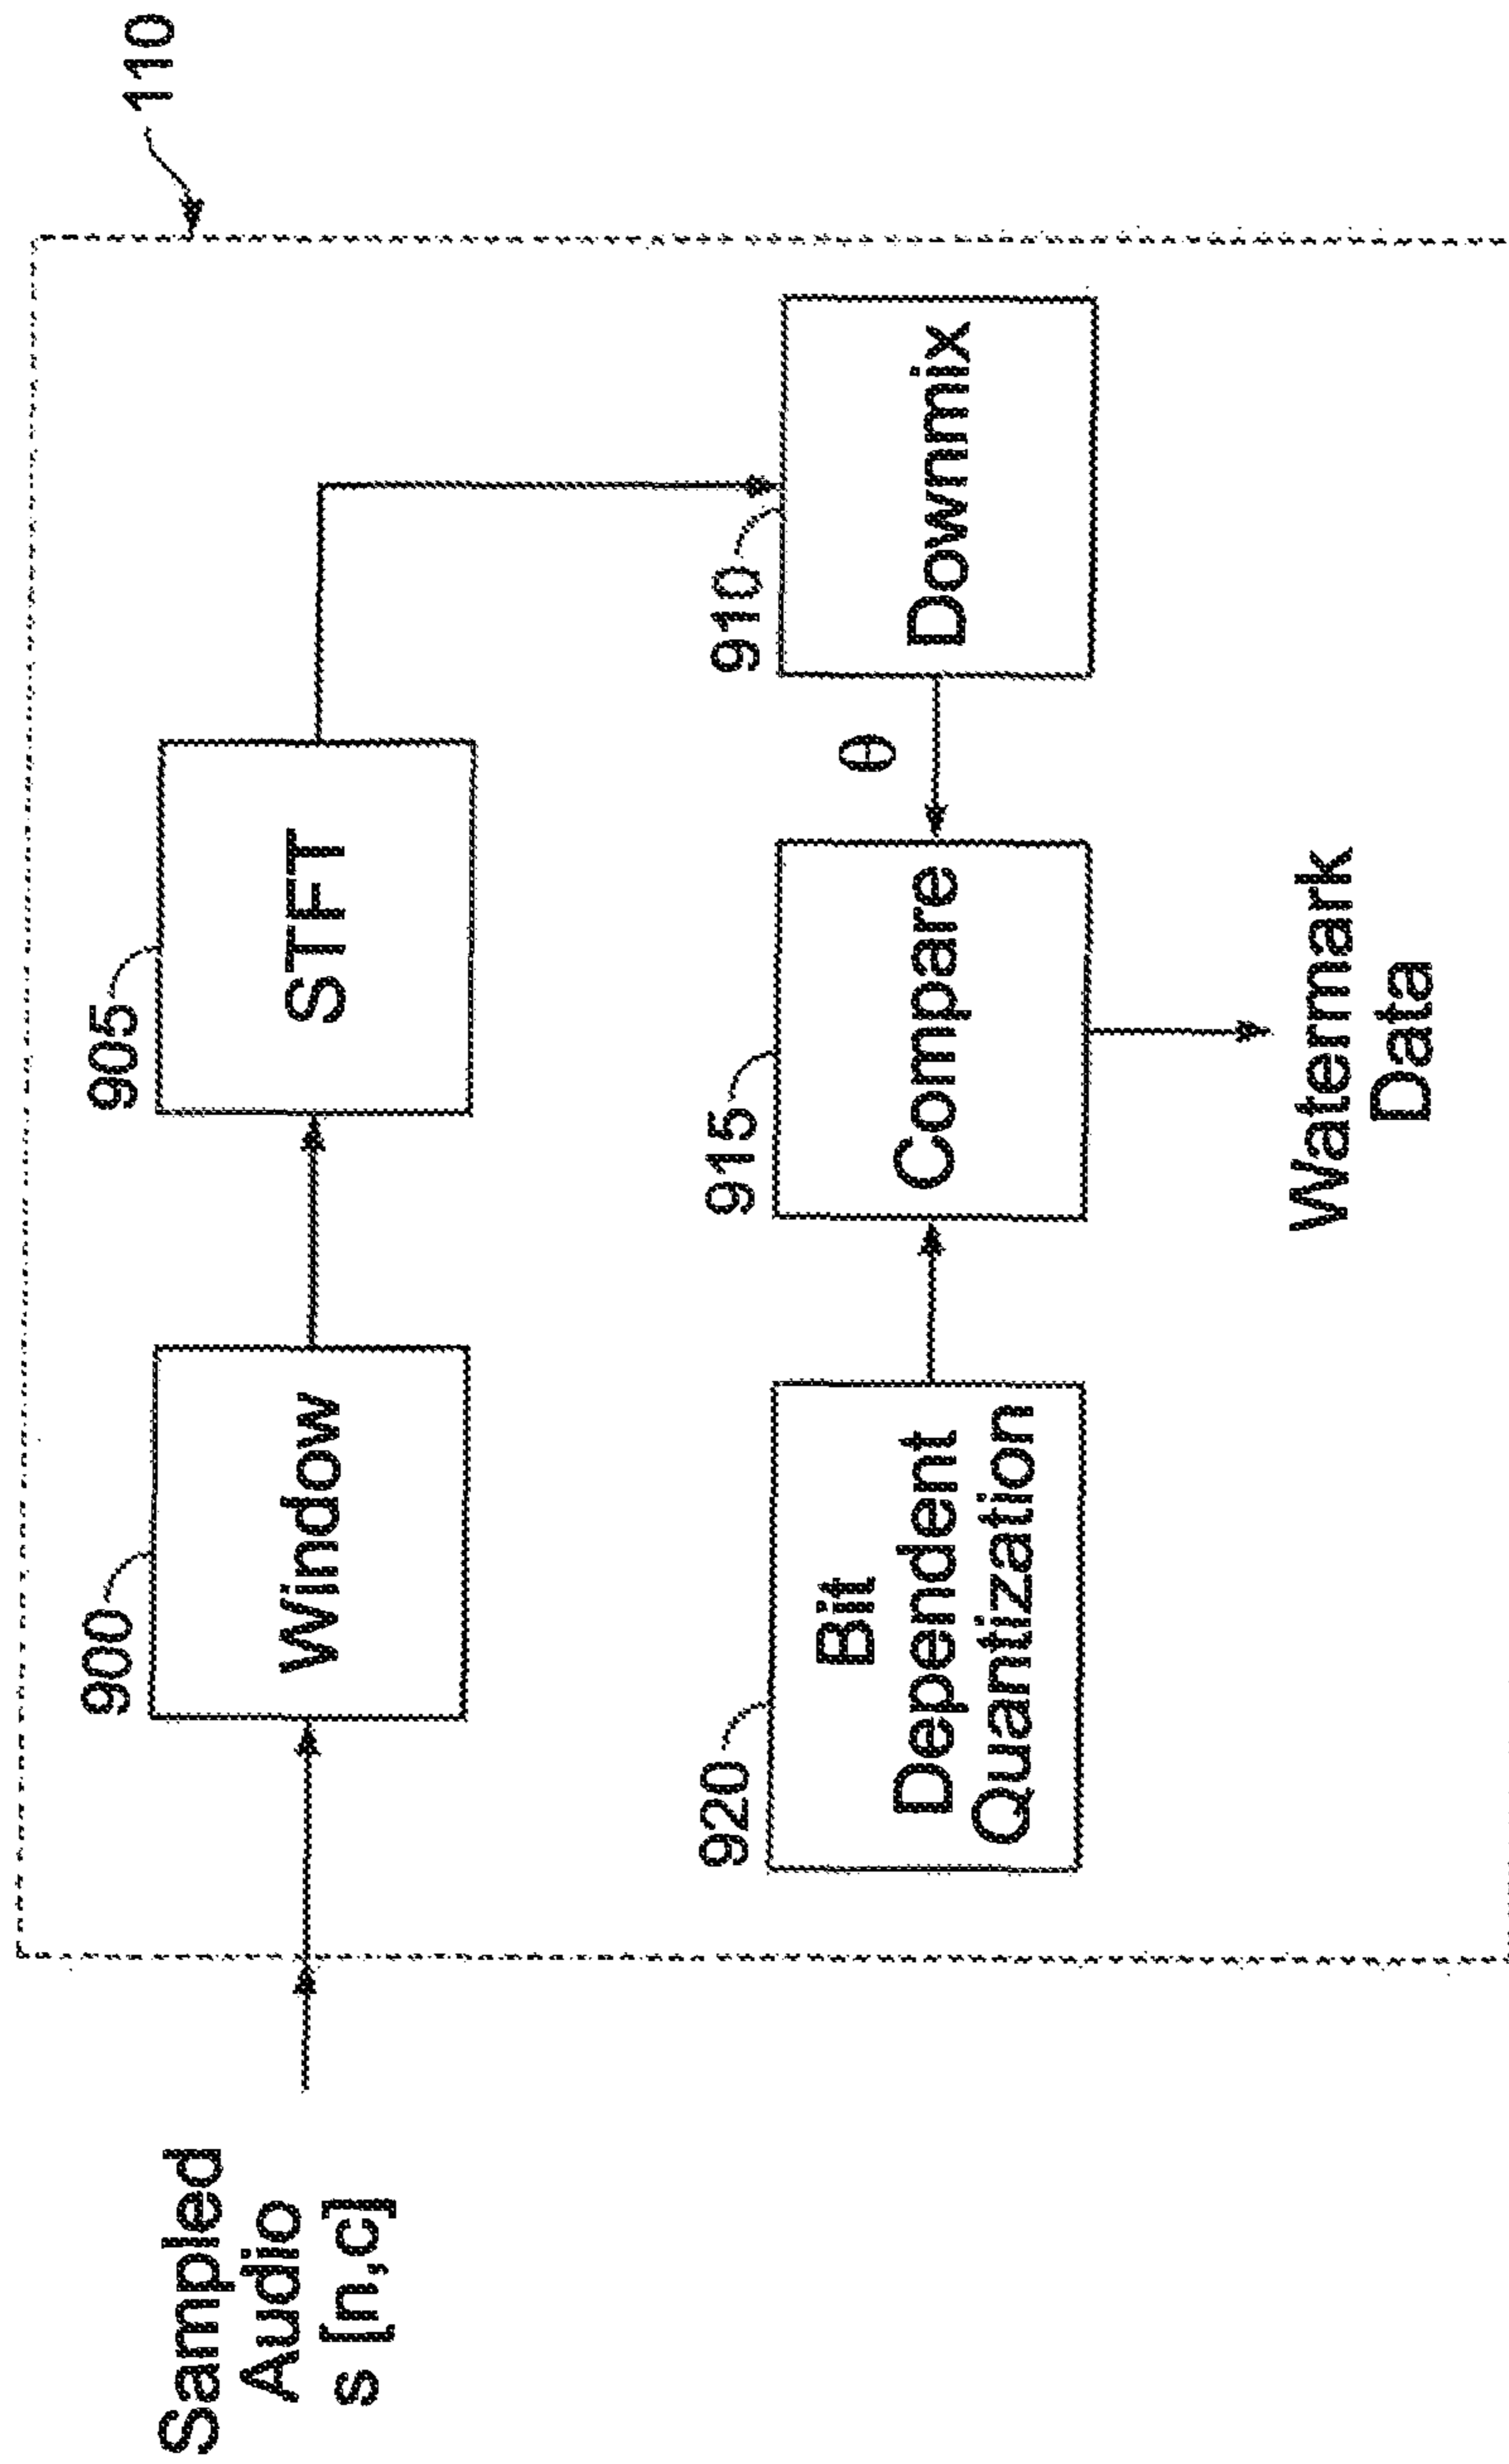 110
Sampled
Audio
s [n,c]
900
Window
905
STFT
910
Downmix
θ
915
Compare
920
Bit
Dependent
Quantization
Watermark
Data